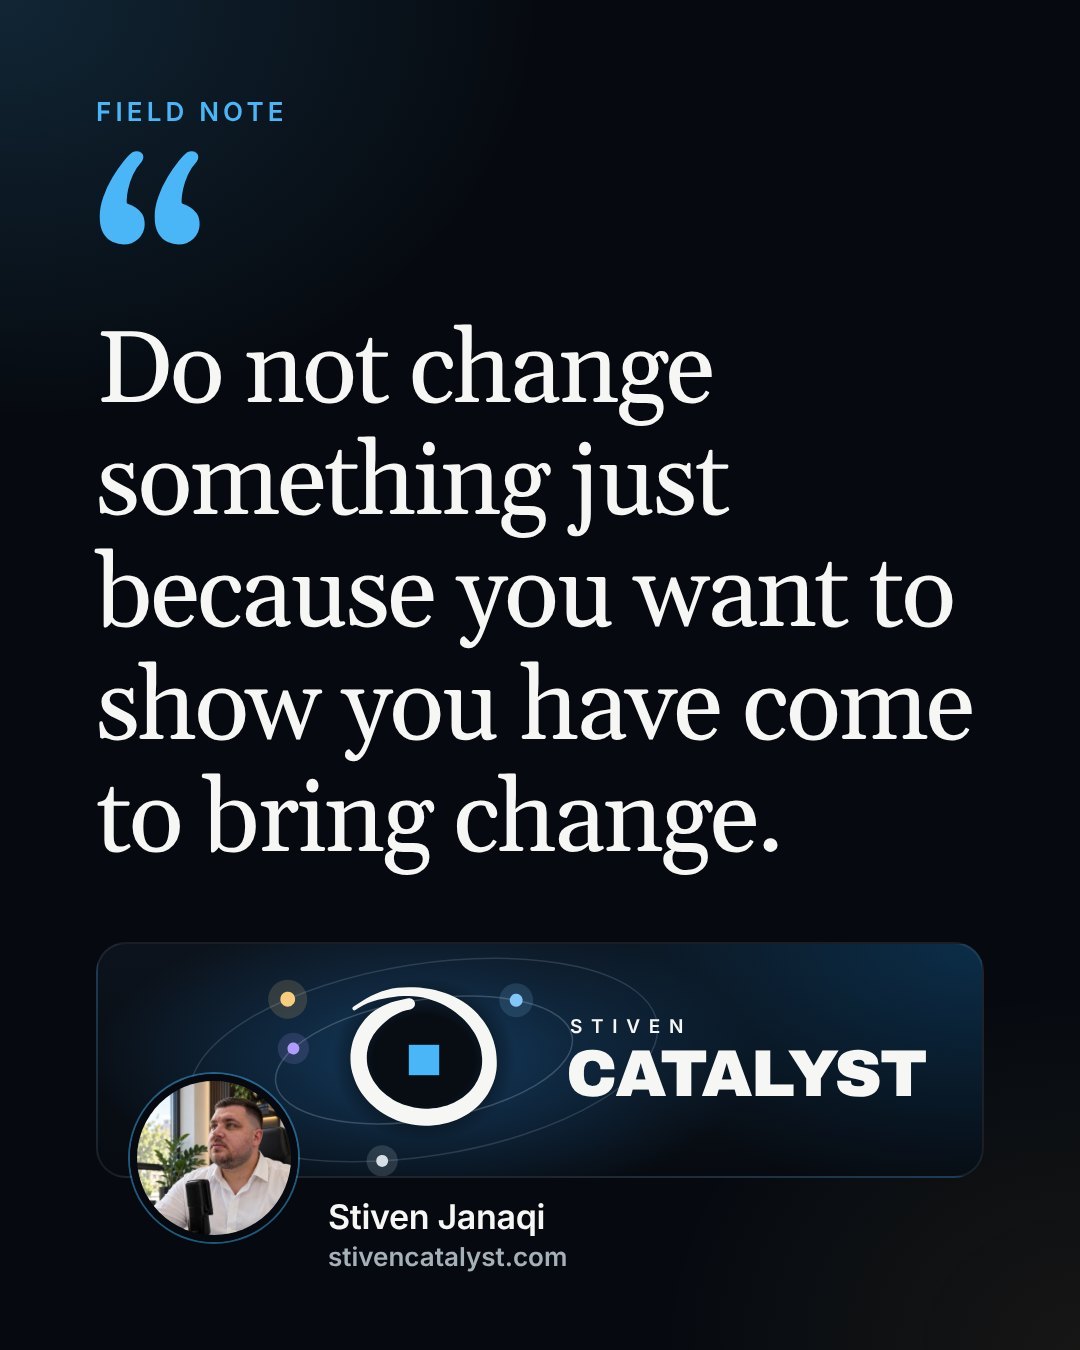 FIELD NOTE
“
Do not change
something just
because you want to
show you have come
to bring change.
STIVEN
CATALYST
Stiven Janaqi
stivencatalyst.com